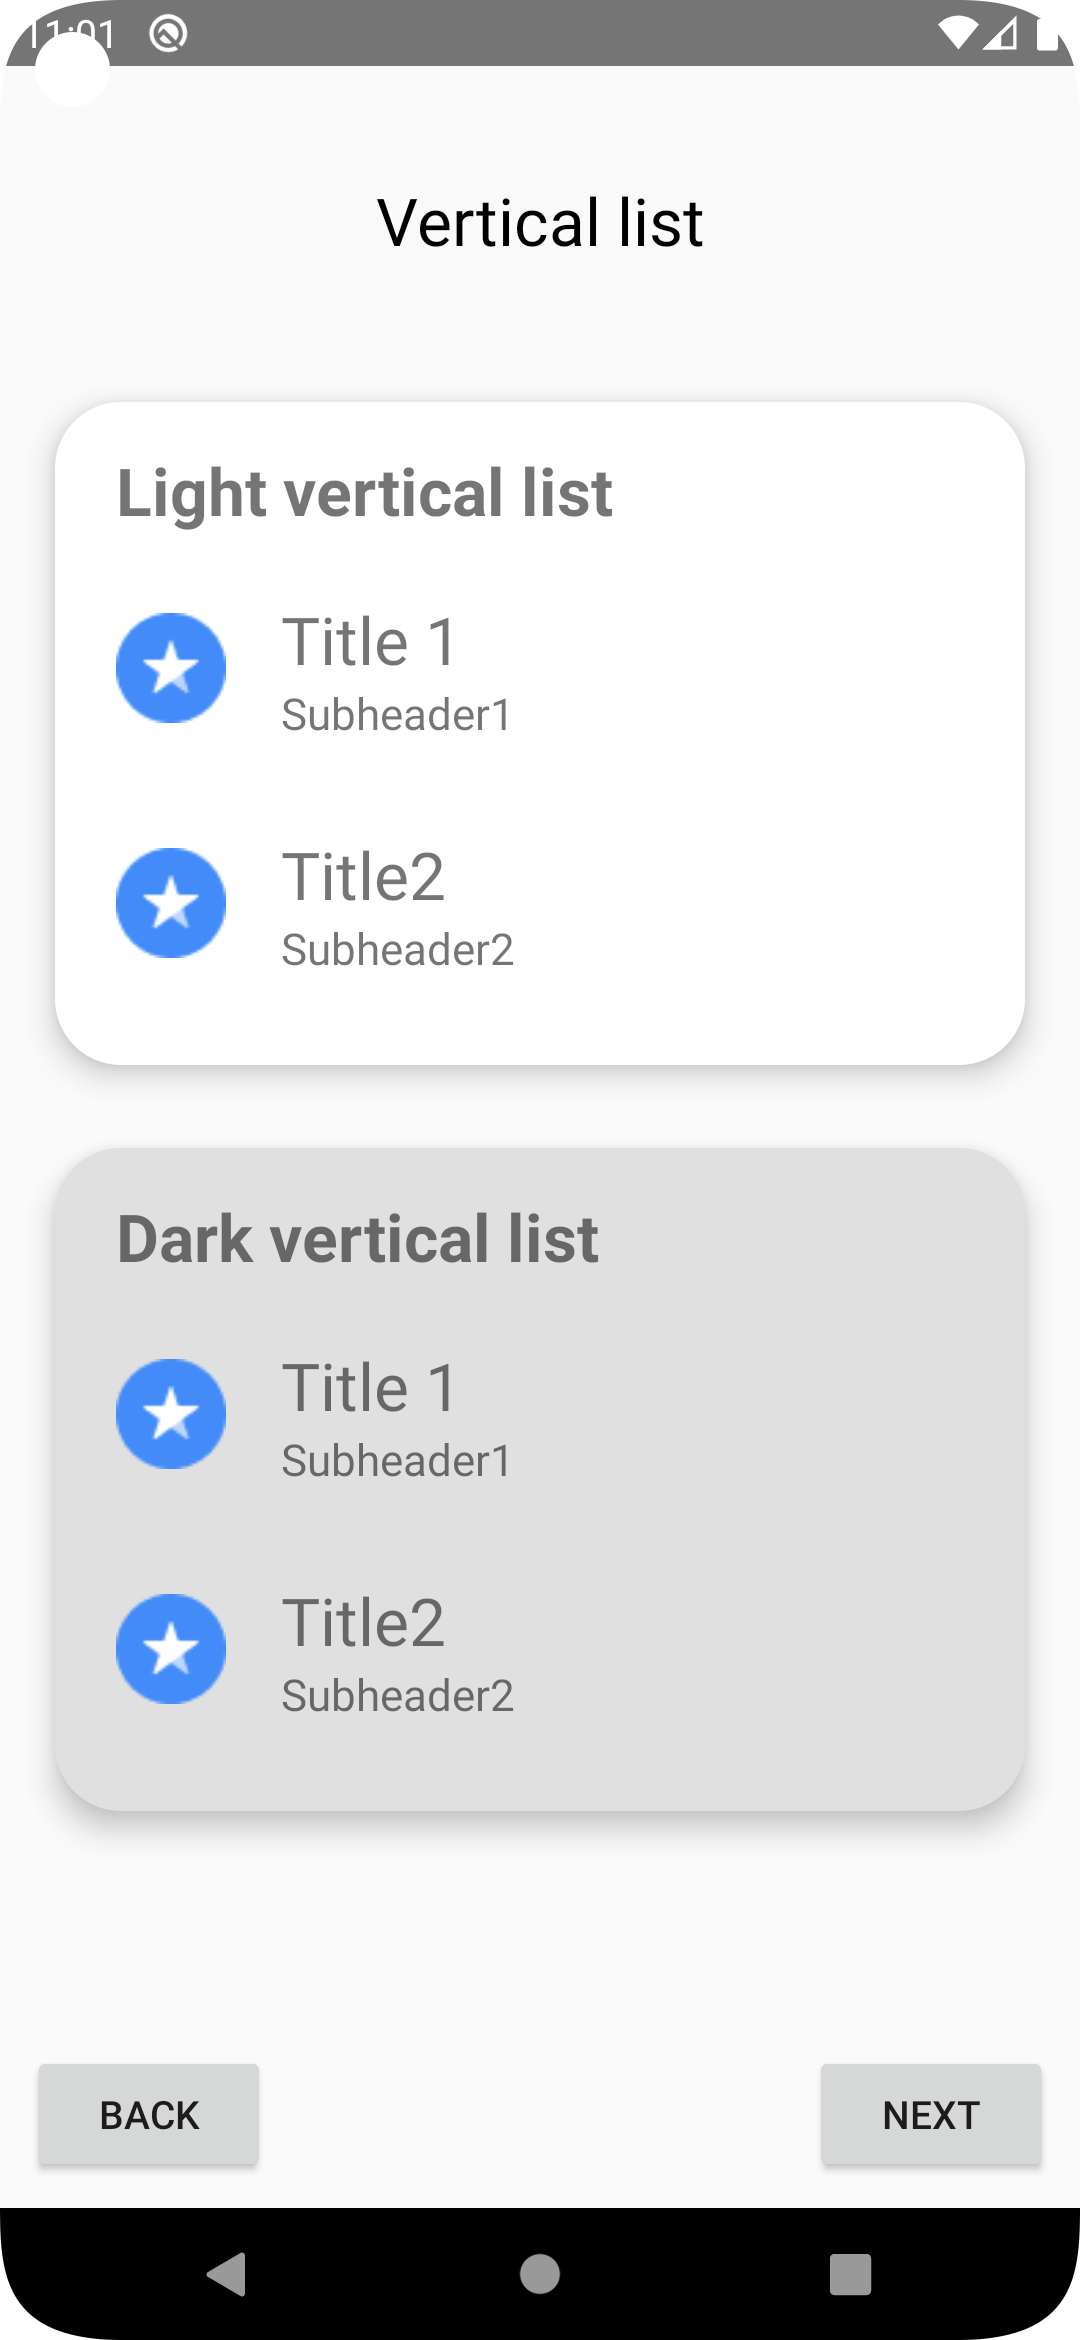 11:01
Vertical list
Light vertical list
Title 1
Subheader1
Title2
Subheader2
Dark vertical list
Title 1
Subheader1
Title2
Subheader2
BACK
NEXT